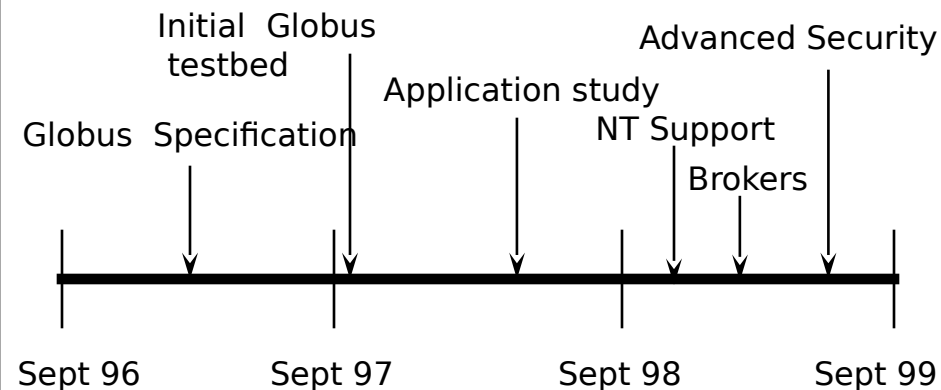 Initial Globus
testbed
Advanced Security
Application study
NT Support
Globus Specification
Brokers
Sept 96
Sept 97
Sept 98
Sept 99